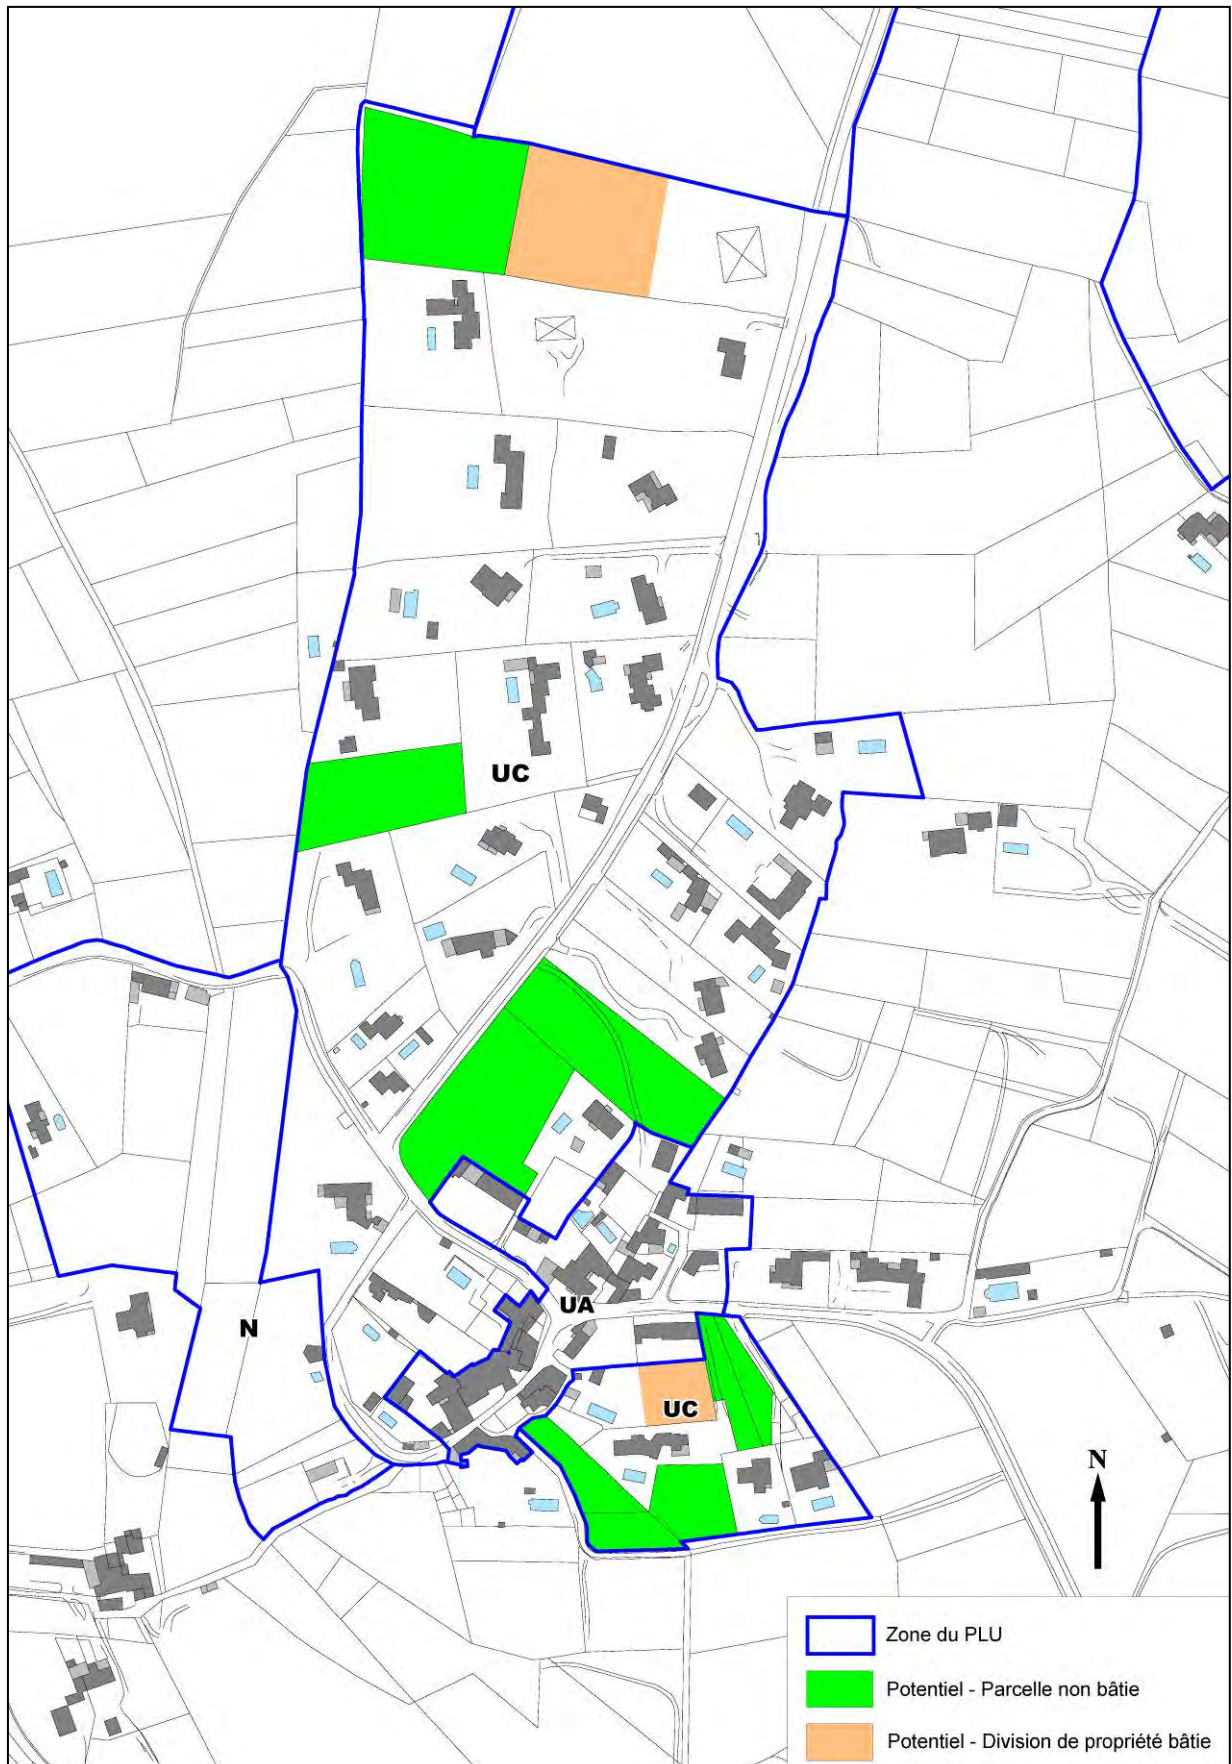 UC
UA
N
UC
N
Zone du PLU
Potentiel - Parcelle non bâtie
Potentiel - Division de propriété bâtie